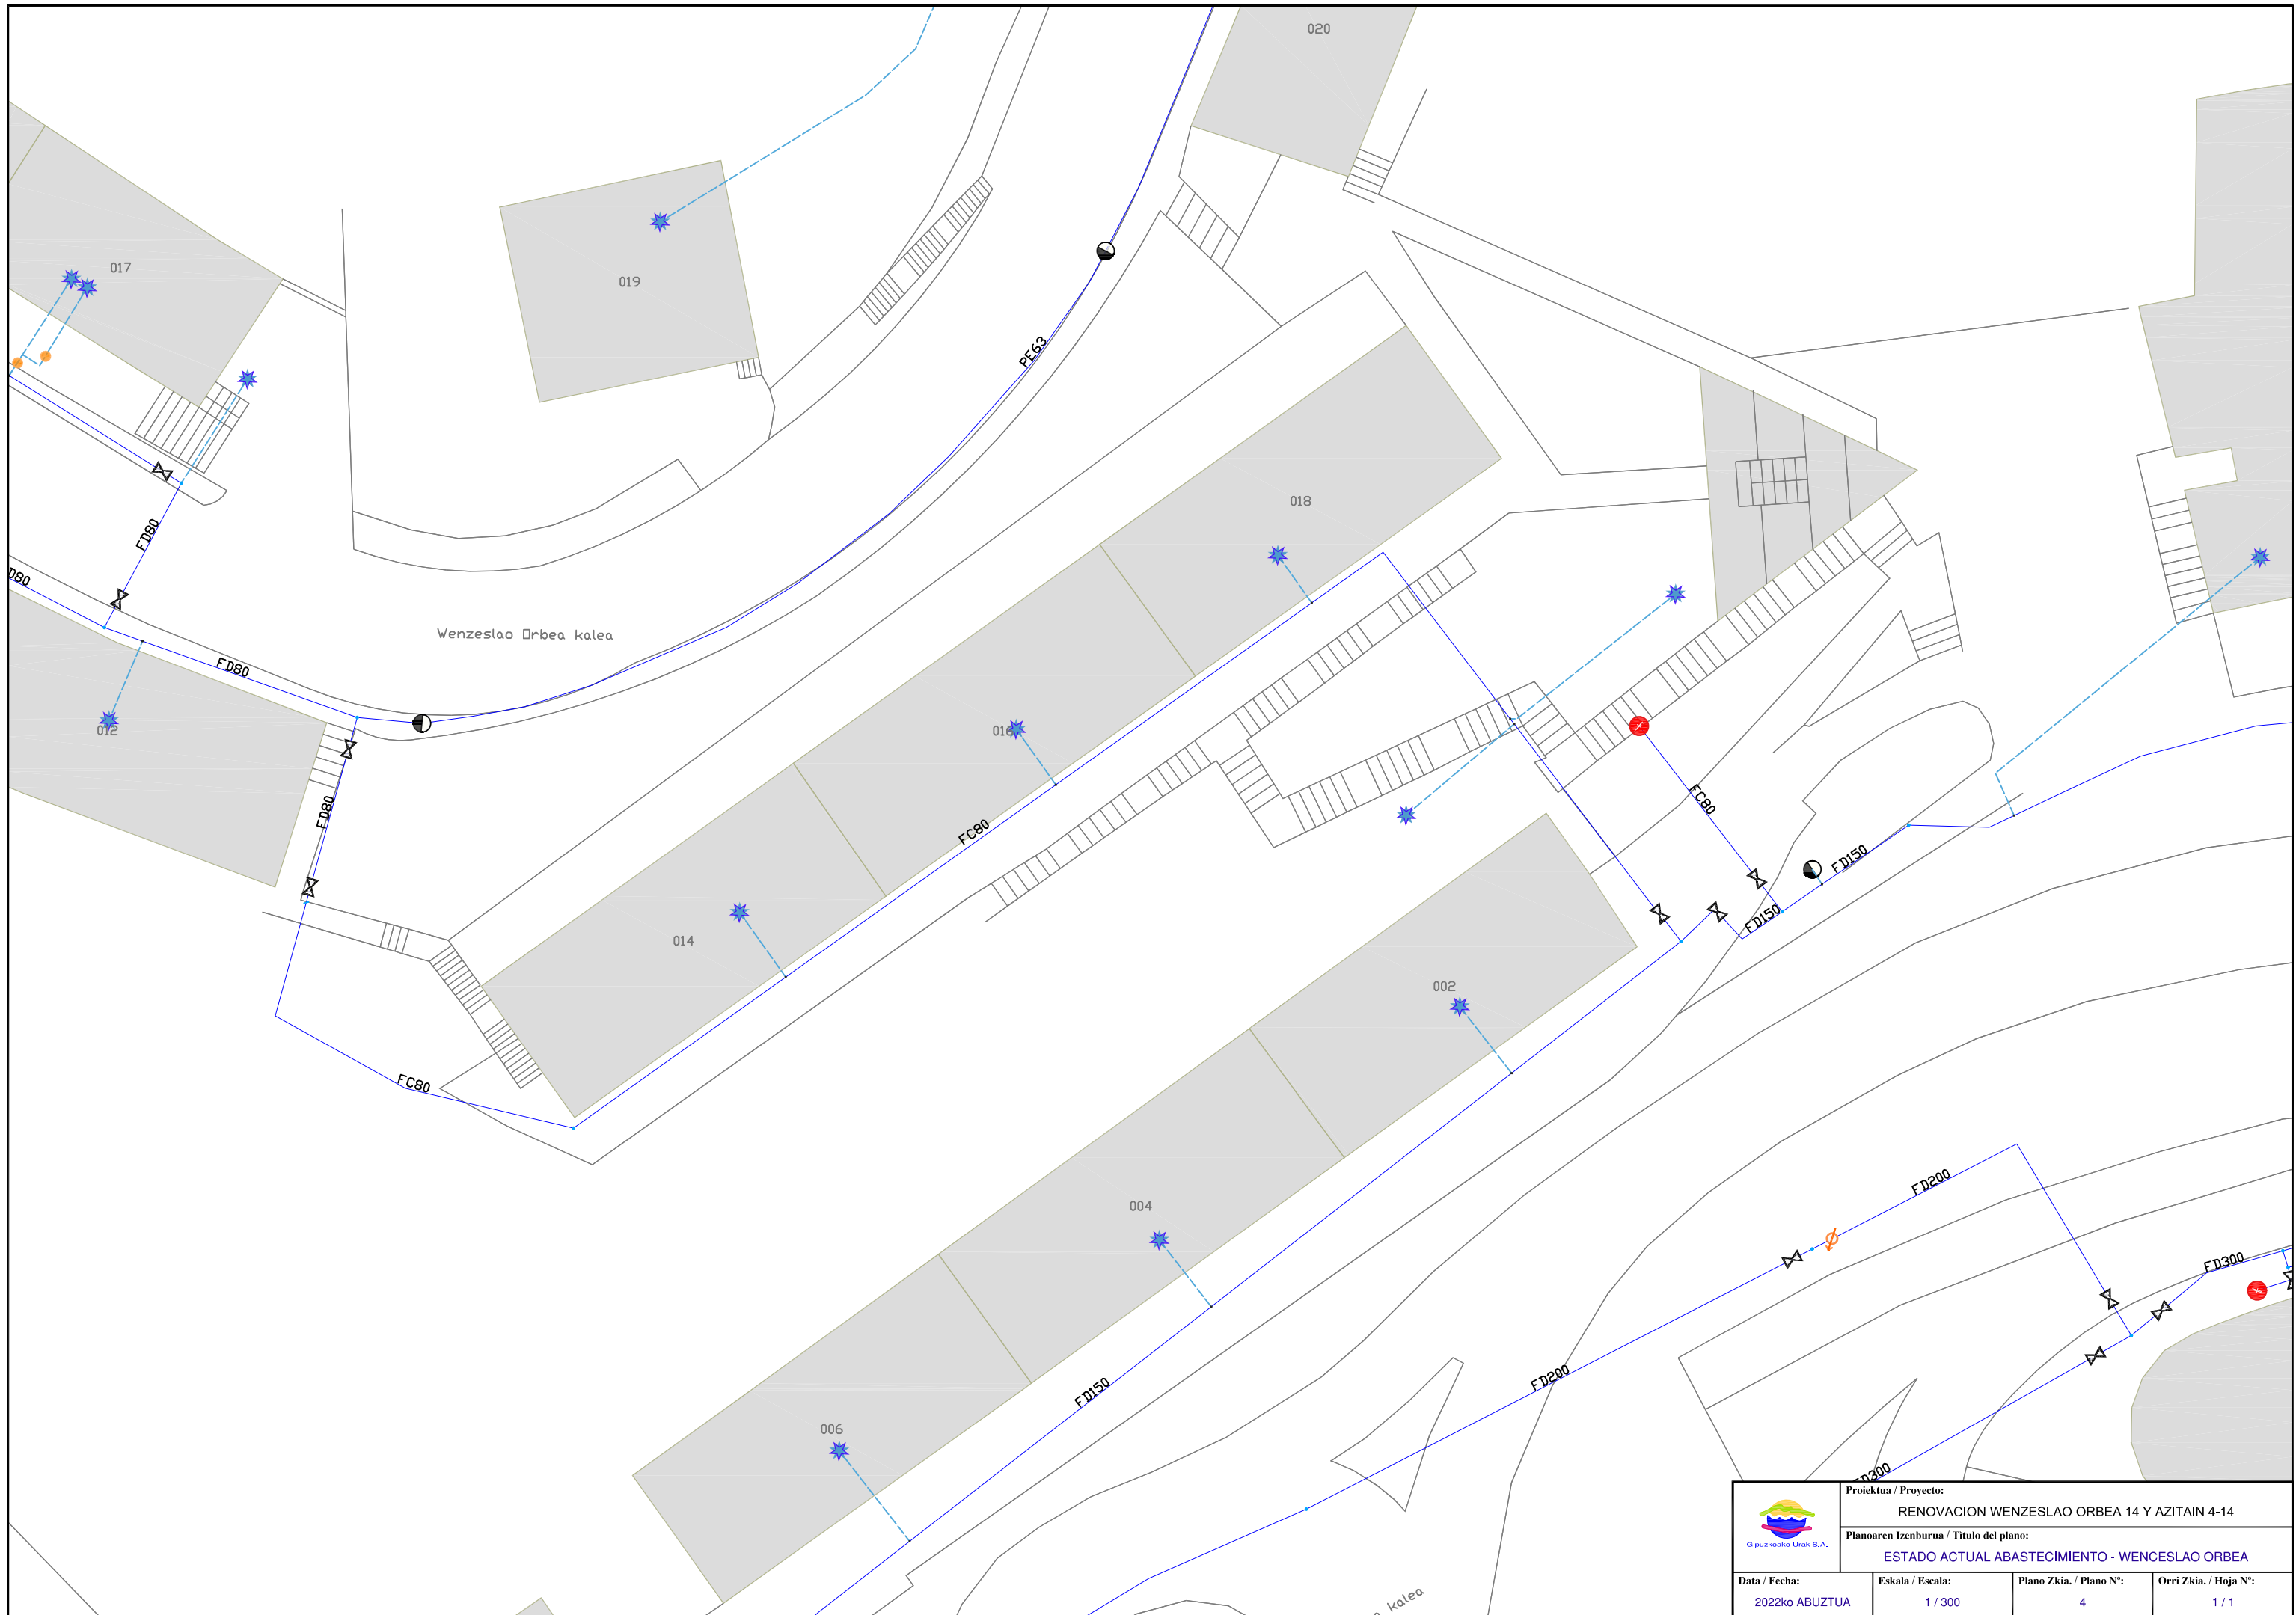 020
017
019
PE63
018
FD80
Wenzeslao Orbea kalea
FD80
012
016
FD80
FC80
FC80
FD150
FD150
014
002
FC80
FD200
004
FD300
FD200
FD150
006
kalea
Proiektua / Proyecto:
RENOVACION WENZESLAO ORBEA 14 Y AZITAIN 4-14
Planoaren Izenburua / Titulo del plano:
ESTADO ACTUAL ABASTECIMIENTO - WENCESLAO ORBEA
Gipuzkoako Urak S.A.
Data / Fecha:
2022ko ABUZTUA
Eskala / Escala:
1 / 300
Plano Zkia. / Plano Nº:
4
Orri Zkia. / Hoja Nº:
1 / 1